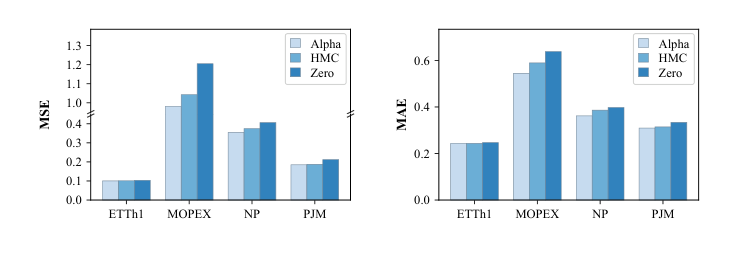 MSE
1.3
1.2
1.1
1.0
0.4
0.3
0.2
0.1
0.0
Alpha
HMC
Zero
ETTh1 MOPEX NP PJM
MAE
0.6
0.4
0.2
0.0
Alpha
HMC
Zero
ETTh1 MOPEX NP PJM